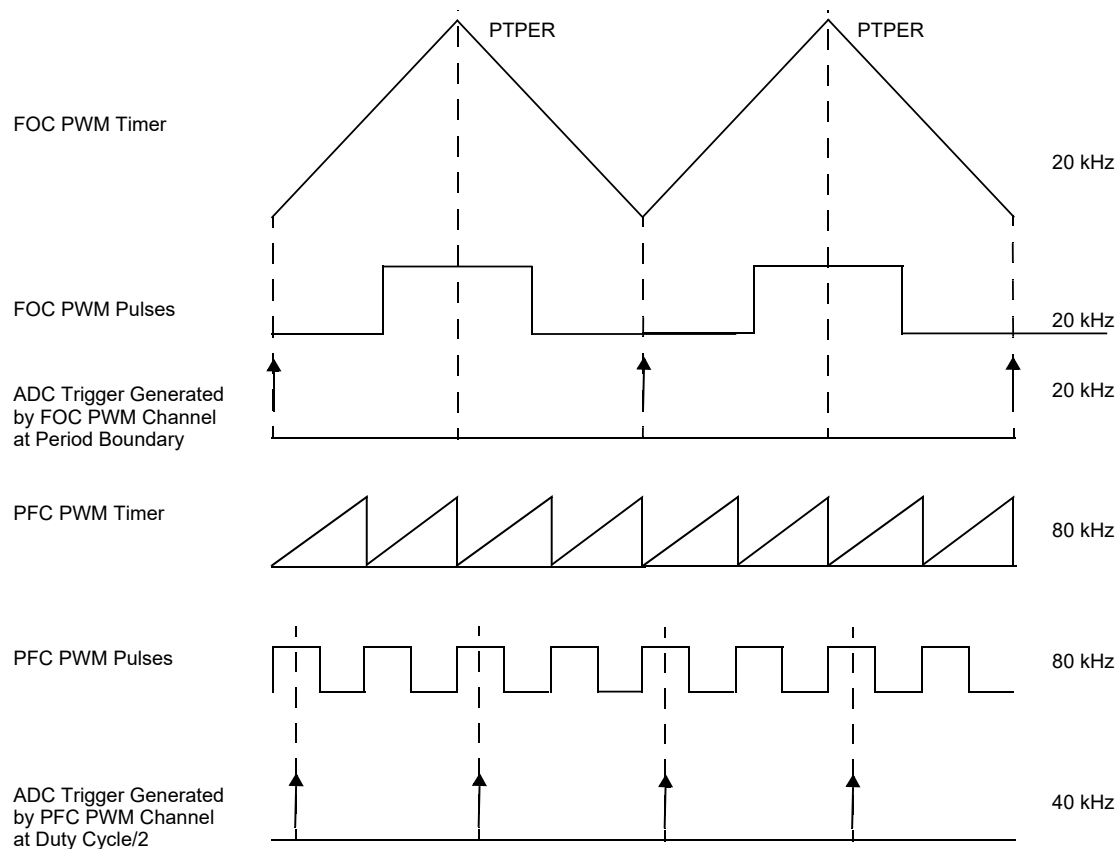 PTPER
PTPER
FOC PWM Timer
20 kHz
FOC PWM Pulses
20 kHz
ADC Trigger Generated
by FOC PWM Channel
at Period Boundary
20 kHz
PFC PWM Timer
80 kHz
PFC PWM Pulses
80 kHz
ADC Trigger Generated
by PFC PWM Channel
at Duty Cycle/2
40 kHz